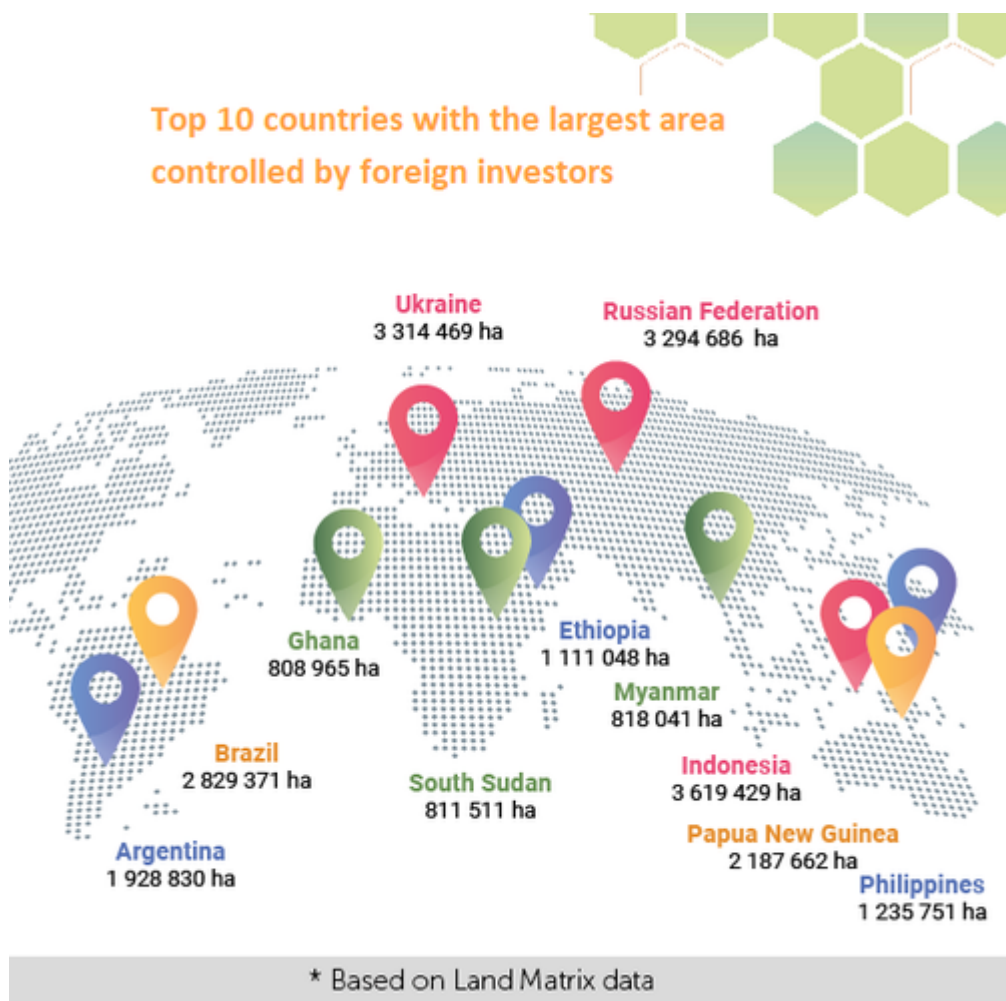 Top 10 countries with the largest area
controlled by foreign investors
Ukraine
3 314 469 ha
Russian Federation
3 294 686 ha
Ghana
808 965 ha
Ethiopia
1 111 048 ha
Myanmar
818 041 ha
Brazil
2 829 371 ha
South Sudan
811 511 ha
Indonesia
3 619 429 ha
Papua New Guinea
2 187 662 ha
Argentina
1 928 830 ha
Philippines
1 235 751 ha
* Based on Land Matrix data